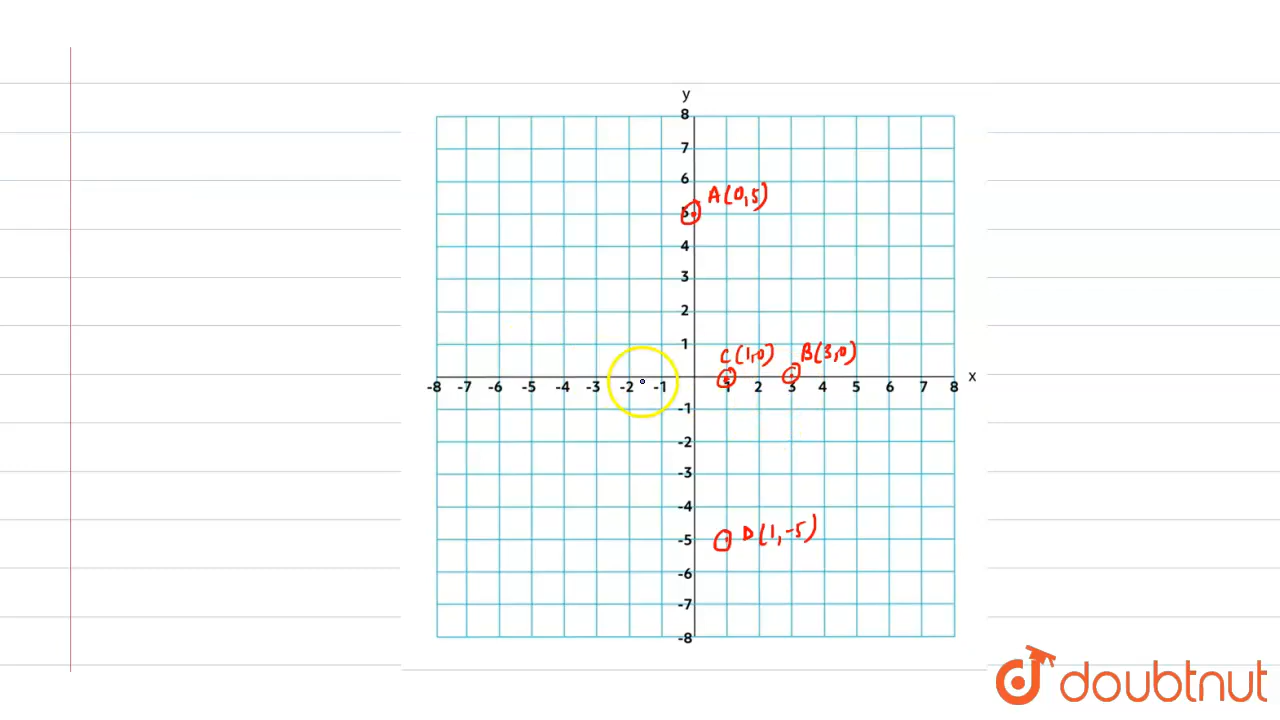 y
8
7
6
A(0,5)
5
4
3
2
1
C(1,0) B(3,0)
-8 -7 -6 -5 -4 -3 -2 -1 1 2 3 4 5 6 7 8 x
-1
-2
-3
-4
-5 D(1,-5)
-6
-7
-8
doubtnut